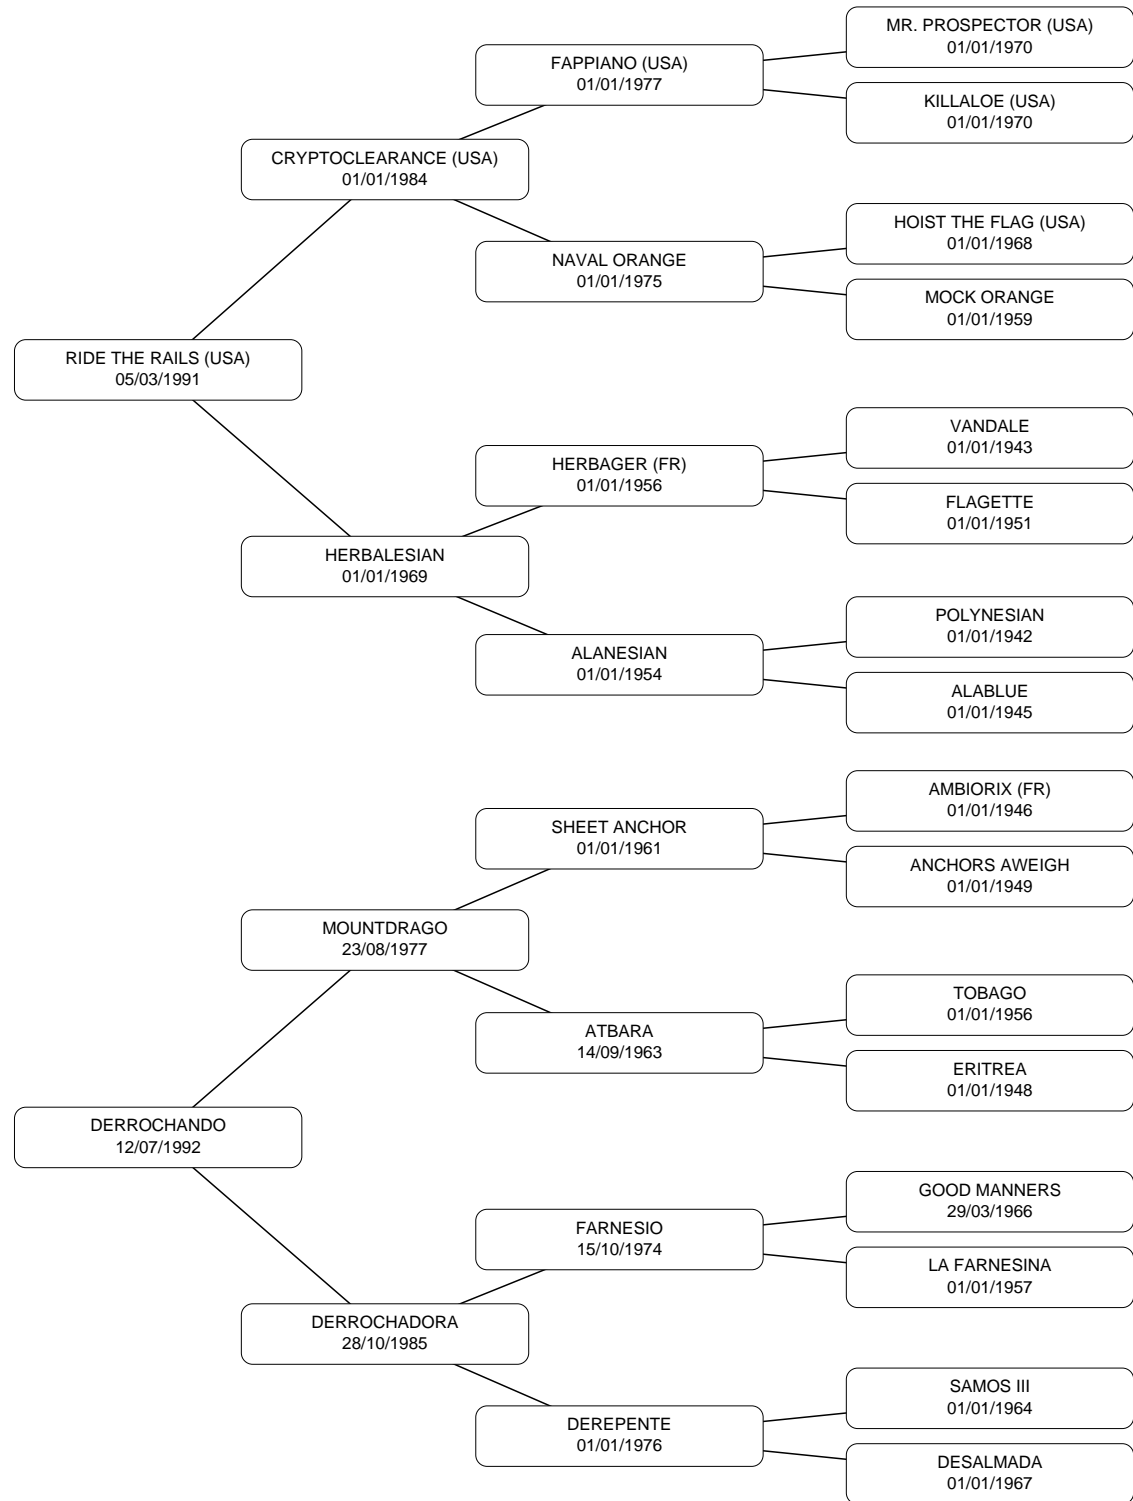 MR. PROSPECTOR (USA)
01/01/1970
FAPPIANO (USA)
01/01/1977
KILLALOE (USA)
01/01/1970
CRYPTOCLEARANCE (USA)
01/01/1984
HOIST THE FLAG (USA)
01/01/1968
NAVAL ORANGE
01/01/1975
MOCK ORANGE
01/01/1959
RIDE THE RAILS (USA)
05/03/1991
VANDALE
01/01/1943
HERBAGER (FR)
01/01/1956
FLAGETTE
01/01/1951
HERBALESIAN
01/01/1969
POLYNESIAN
01/01/1942
ALANESIAN
01/01/1954
ALABLUE
01/01/1945
AMBIORIX (FR)
01/01/1946
SHEET ANCHOR
01/01/1961
ANCHORS AWEIGH
01/01/1949
MOUNTDRAGO
23/08/1977
TOBAGO
01/01/1956
ATBARA
14/09/1963
ERITREA
01/01/1948
DERROCHANDO
12/07/1992
GOOD MANNERS
29/03/1966
FARNESIO
15/10/1974
LA FARNESINA
01/01/1957
DERROCHADORA
28/10/1985
SAMOS III
01/01/1964
DEREPENTE
01/01/1976
DESALMADA
01/01/1967